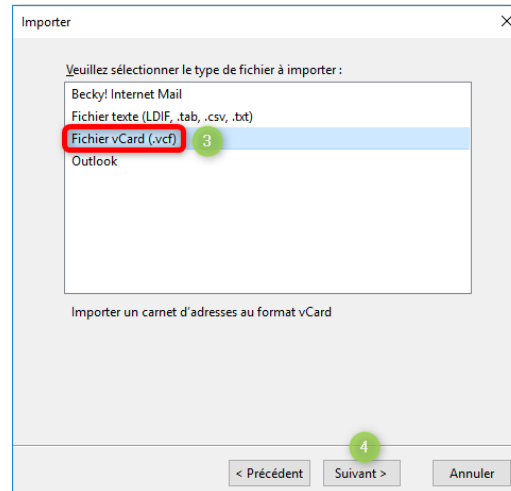 Importer
Veuillez sélectionner le type de fichier à importer :
Becky! Internet Mail
Fichier texte (LDIF, .tab, .csv, .txt)
Fichier vCard (.vcf)
3
Outlook
Importer un carnet d'adresses au format vCard
4
< Précédent
Suivant >
Annuler